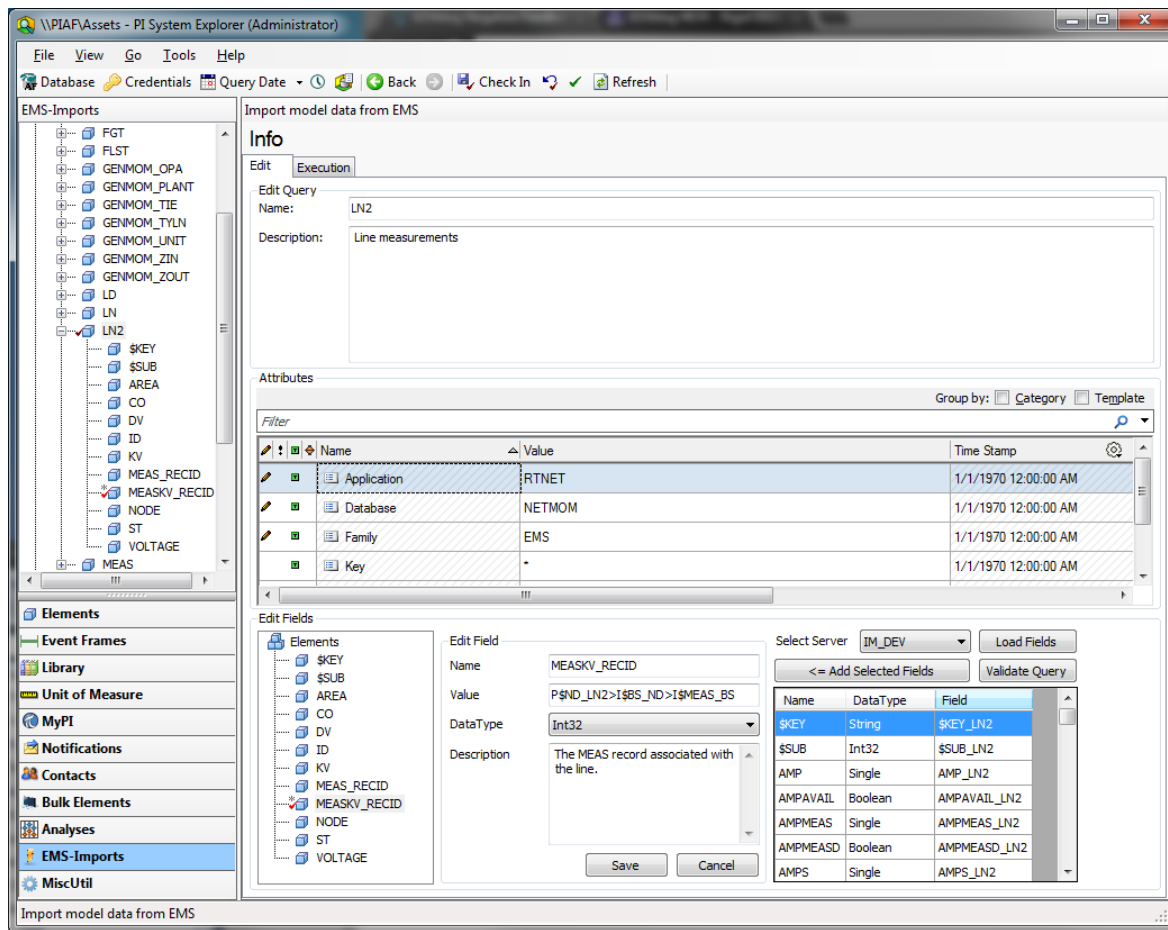 \\PIAF\Assets - PI System Explorer (Administrator)
File View Go Tools Help
Database Credentials Query Date Back Check In Refresh
EMS-Imports
FGT
FLST
GENMOM_OPA
GENMOM_PLANT
GENMOM_TIE
GENMOM_TYLN
GENMOM_UNIT
GENMOM_ZIN
GENMOM_ZOUT
LD
LN
LN2
$KEY
$SUB
AREA
CO
DV
ID
KV
MEAS_RECID
MEASKV_RECID
NODE
ST
VOLTAGE
MEAS
Elements
Event Frames
Library
Unit of Measure
MyPI
Notifications
Contacts
Bulk Elements
Analyses
EMS-Imports
MiscUtil
Import model data from EMS
Info
Edit Execution
Edit Query
Name: LN2
Description: Line measurements
Attributes
Group by: Category Template
Filter
Name Value Time Stamp
Application RTNET 1/1/1970 12:00:00 AM
Database NETMOM 1/1/1970 12:00:00 AM
Family EMS 1/1/1970 12:00:00 AM
Key * 1/1/1970 12:00:00 AM
Edit Fields
Elements
$KEY
$SUB
AREA
CO
DV
ID
KV
MEAS_RECID
MEASKV_RECID
NODE
ST
VOLTAGE
Edit Field
Name MEASKV_RECID
Value P$ND_LN2>I$BS_ND>I$MEAS_BS
DataType Int32
Description The MEAS record associated with
the line.
Save Cancel
Select Server IM_DEV Load Fields
<= Add Selected Fields Validate Query
Name DataType Field
$KEY String $KEY_LN2
$SUB Int32 $SUB_LN2
AMP Single AMP_LN2
AMPAVAIL Boolean AMPAVAIL_LN2
AMPMEAS Single AMPMEAS_LN2
AMPMEASD Boolean AMPMEASD_LN2
AMPS Single AMPS_LN2
Import model data from EMS